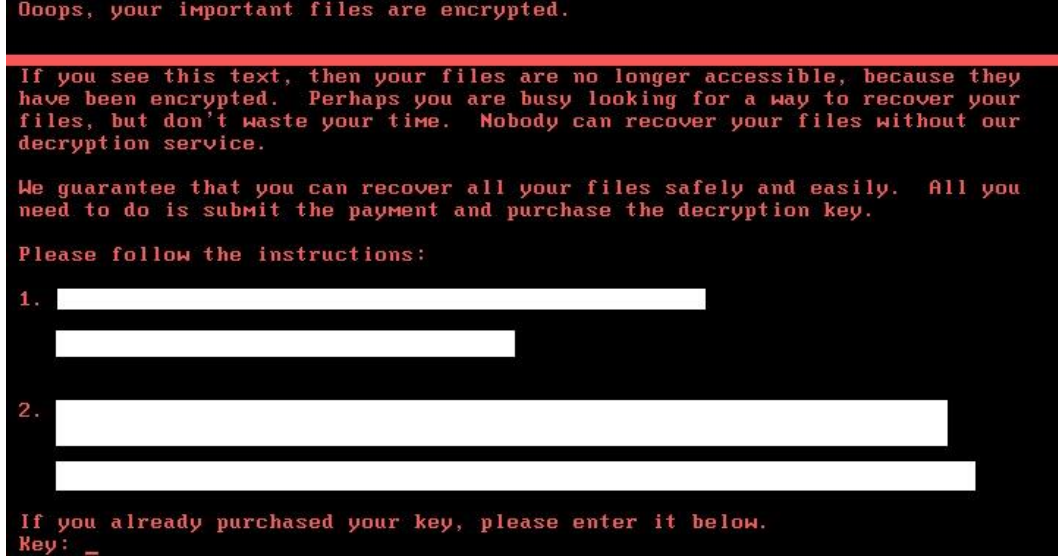 Ooops, your important files are encrypted.
If you see this text, then your files are no longer accessible, because they
have been encrypted.  Perhaps you are busy looking for a way to recover your
files, but don't waste your time.  Nobody can recover your files without our
decryption service.
We guarantee that you can recover all your files safely and easily.  All you
need to do is submit the payment and purchase the decryption key.
Please follow the instructions:
1.
2.
If you already purchased your key, please enter it below.
Key: _